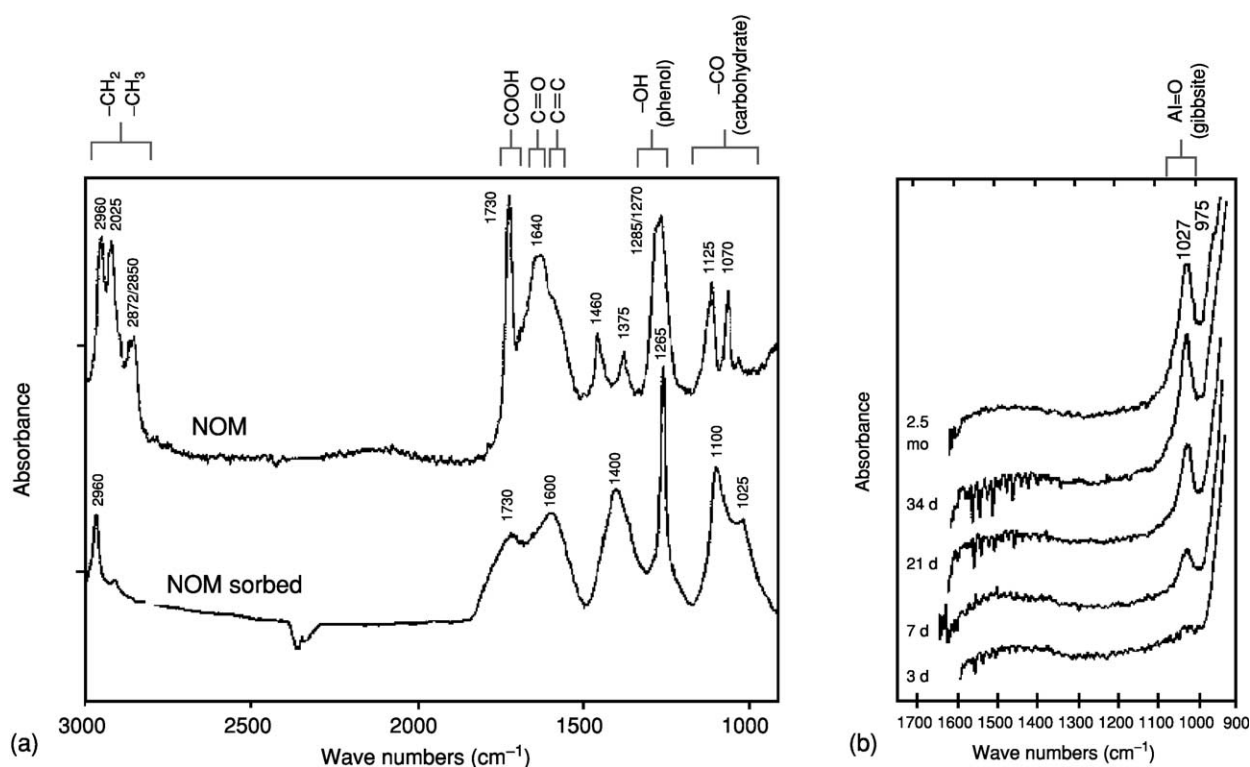 –CH2
–CH3
COOH
C=O
C=C
–OH
(phenol)
–CO
(carbohydrate)
2960
2025
2872/2850
1730
1640
1460
1375
1285/1270
1265
1125
1070
NOM
2960
NOM sorbed
1730
1600
1400
1100
1025
Absorbance
3000
2500
2000
1500
1000
Wave numbers (cm⁻¹)
(a)
Al=O
(gibbsite)
1027
975
2.5
mo
34 d
21 d
7 d
3 d
Absorbance
1700
1600
1500
1400
1300
1200
1100
1000
900
Wave numbers (cm⁻¹)
(b)